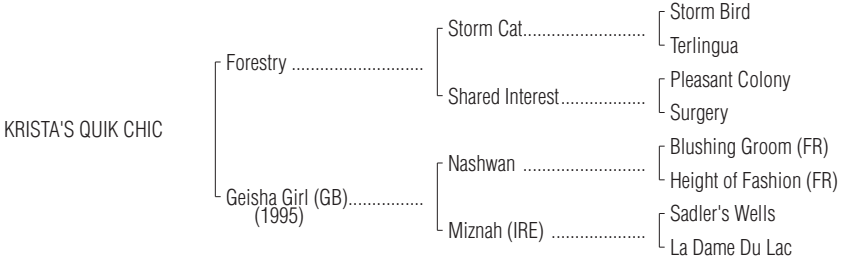 Storm Bird
Storm Cat..........................
Terlingua
Forestry ............................
Pleasant Colony
Shared Interest..................
Surgery
KRISTA'S QUIK CHIC
Blushing Groom (FR)
Nashwan ..........................
Height of Fashion (FR)
Geisha Girl (GB)................
(1995)
Sadler's Wells
Miznah (IRE) ....................
La Dame Du Lac